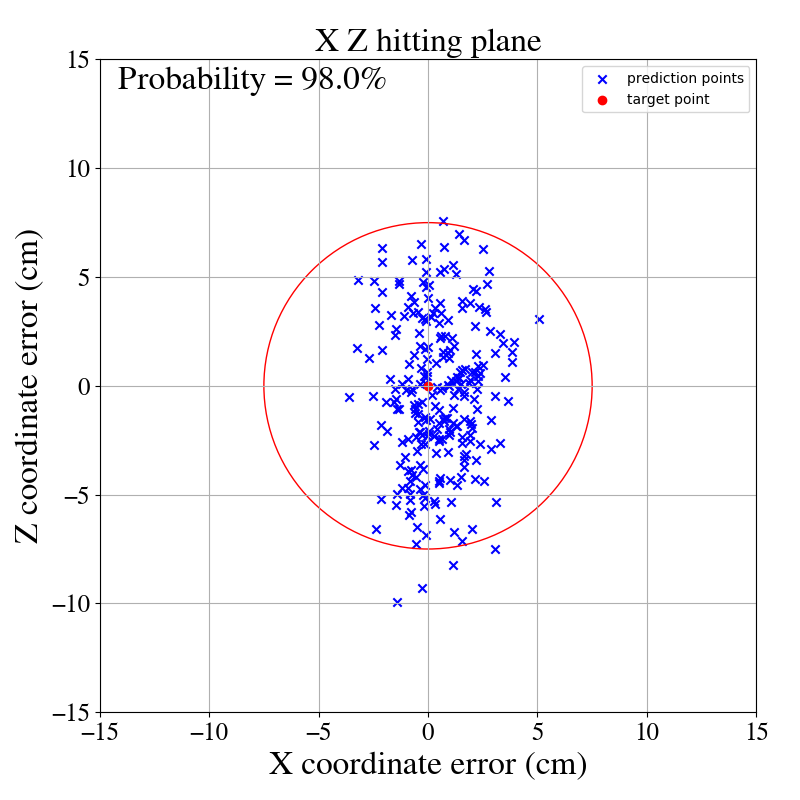 X Z hitting plane
Probability = 98.0%
prediction points
target point
Z coordinate error (cm)
15
10
5
0
−5
−10
−15
−15
−10
−5
0
5
10
15
X coordinate error (cm)